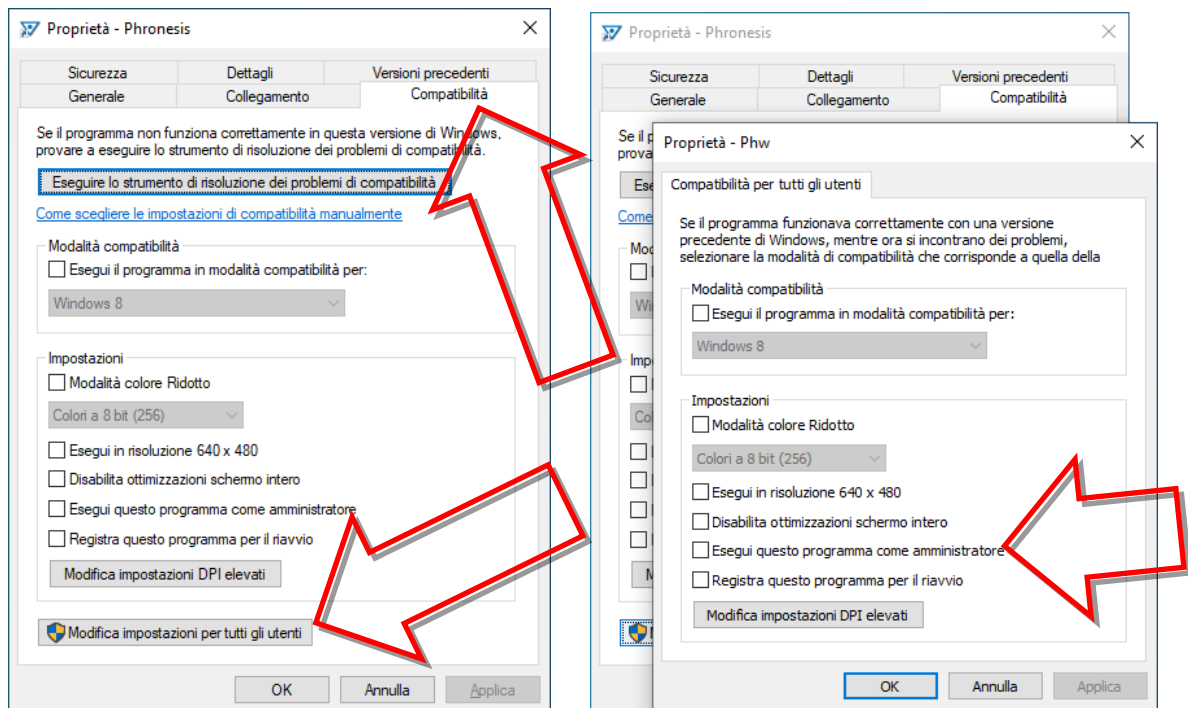 Proprietà - Phronesis
Sicurezza Dettagli Versioni precedenti
Generale Collegamento Compatibilità
Se il programma non funziona correttamente in questa versione di Windows,
provare a eseguire lo strumento di risoluzione dei problemi di compatibilità.
Eseguire lo strumento di risoluzione dei problemi di compatibilità
Come scegliere le impostazioni di compatibilità manualmente
Modalità compatibilità
Esegui il programma in modalità compatibilità per:
Windows 8
Impostazioni
Modalità colore Ridotto
Colori a 8 bit (256)
Esegui in risoluzione 640 x 480
Disabilita ottimizzazioni schermo intero
Esegui questo programma come amministratore
Registra questo programma per il riavvio
Modifica impostazioni DPI elevati
Modifica impostazioni per tutti gli utenti
OK Annulla Applica
Proprietà - Phronesis
Sicurezza Dettagli Versioni precedenti
Generale Collegamento Compatibilità
Se il
Come
Proprietà - Phw
Compatibilità per tutti gli utenti
Se il programma funzionava correttamente con una versione
precedente di Windows, mentre ora si incontrano dei problemi,
selezionare la modalità di compatibilità che corrisponde a quella della
Modalità compatibilità
Esegui il programma in modalità compatibilità per:
Windows 8
Impostazioni
Modalità colore Ridotto
Colori a 8 bit (256)
Esegui in risoluzione 640 x 480
Disabilita ottimizzazioni schermo intero
Esegui questo programma come amministratore
Registra questo programma per il riavvio
Modifica impostazioni DPI elevati
OK Annulla Applica